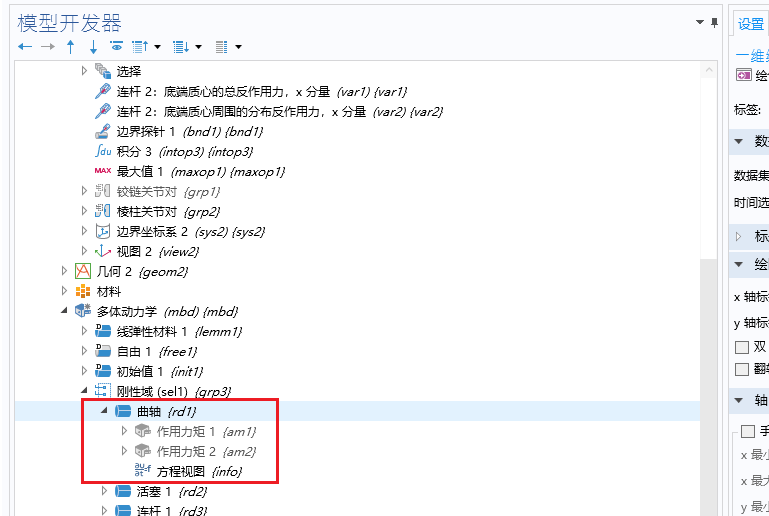 模型开发器
选择
连杆 2：底端质心的总反作用力，x 分量 (var1) {var1}
连杆 2：底端质心周围的分布反作用力，x 分量 (var2) {var2}
边界探针 1 (bnd1) {bnd1}
∫du 积分 3 (intop3) {intop3}
MAX 最大值 1 (maxop1) {maxop1}
铰链关节对 {grp1}
棱柱关节对 {grp2}
边界坐标系 2 (sys2) {sys2}
视图 2 {view2}
几何 2 {geom2}
材料
多体动力学 (mbd) {mbd}
D 线弹性材料 1 {lemm1}
D 自由 1 {free1}
D 初始值 1 {init1}
刚性域 (sel1) {grp3}
曲轴 {rd1}
作用力矩 1 {am1}
作用力矩 2 {am2}
方程视图 {info}
活塞 1 {rd2}
连杆 1 {rd3}
设置
一维
绘
标签:
数
数据集
时间选
标
绘
x 轴标
y 轴标
双
翻
轴
手
x 最小
x 最大
y 最小